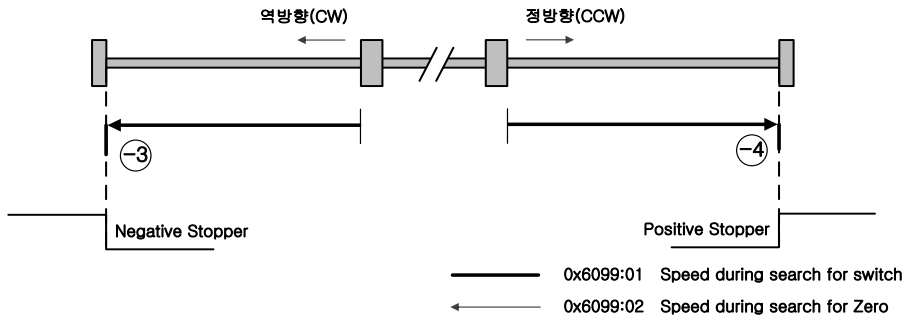 역방향(CW)
정방향(CCW)
-3
-4
Negative Stopper
Positive Stopper
0x6099:01 Speed during search for switch
0x6099:02 Speed during search for Zero